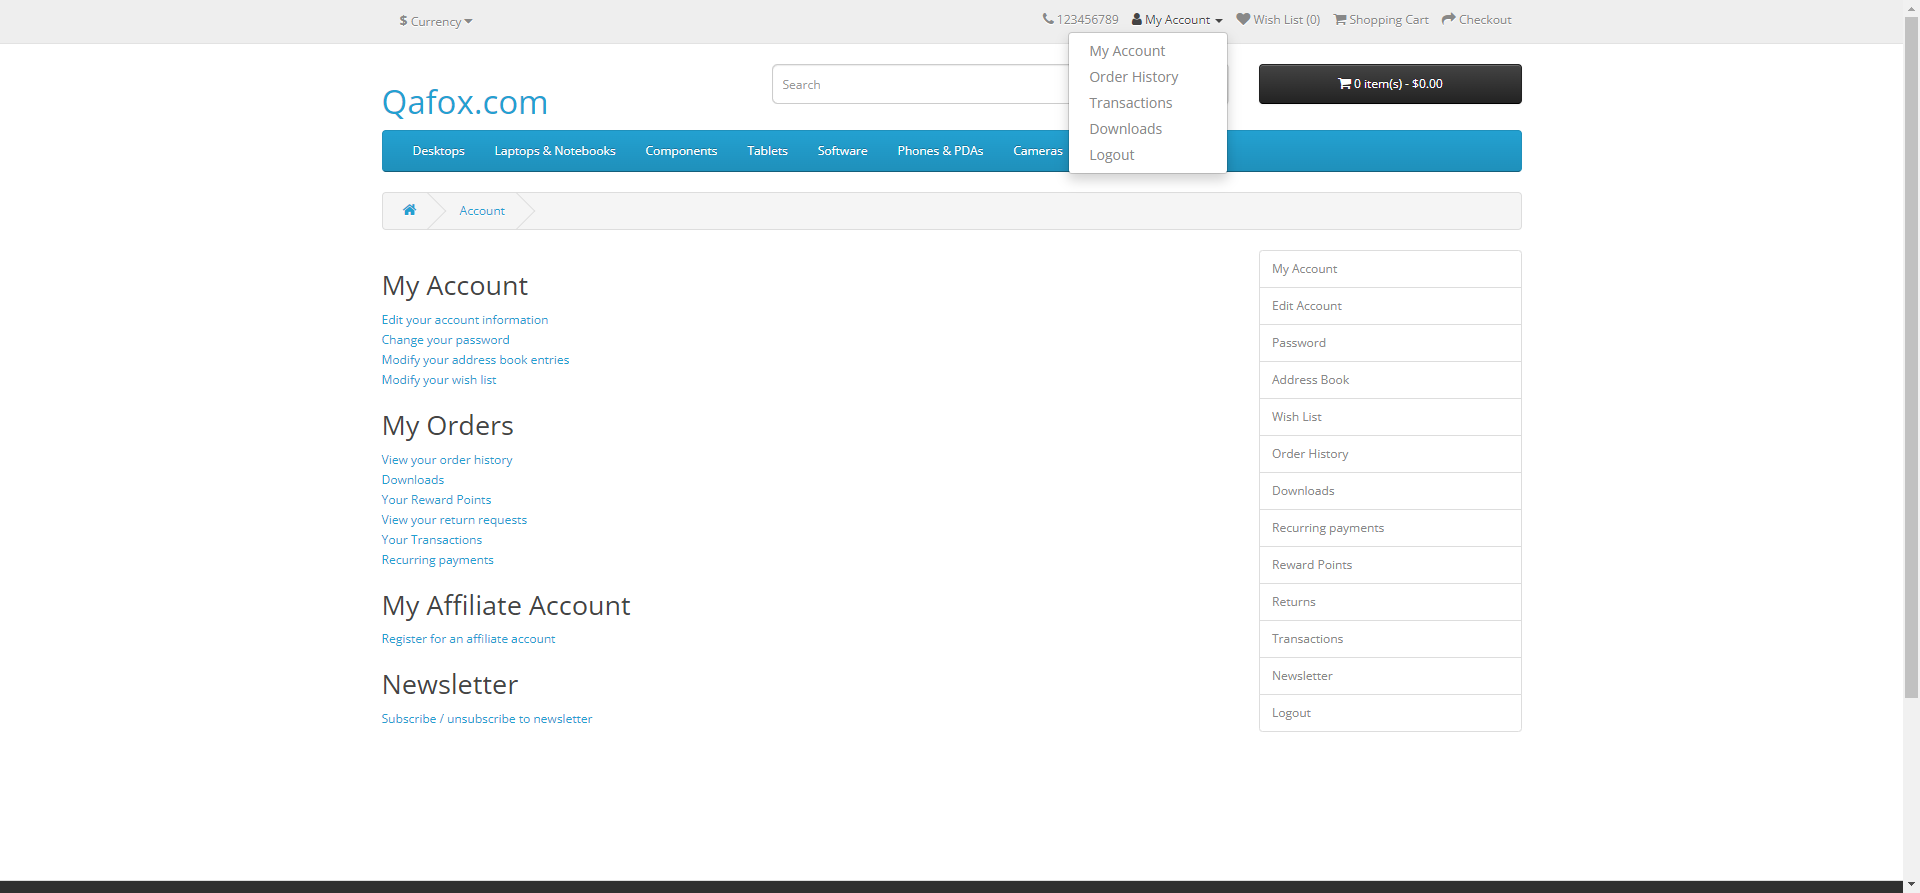 $ Currency
123456789 My Account Wish List (0) Shopping Cart Checkout
My Account
Order History
Transactions
Downloads
Logout
Qafox.com
Search
0 item(s) - $0.00
Desktops Laptops & Notebooks Components Tablets Software Phones & PDAs Cameras
Account
My Account
Edit your account information
Change your password
Modify your address book entries
Modify your wish list
My Orders
View your order history
Downloads
Your Reward Points
View your return requests
Your Transactions
Recurring payments
My Affiliate Account
Register for an affiliate account
Newsletter
Subscribe / unsubscribe to newsletter
My Account
Edit Account
Password
Address Book
Wish List
Order History
Downloads
Recurring payments
Reward Points
Returns
Transactions
Newsletter
Logout